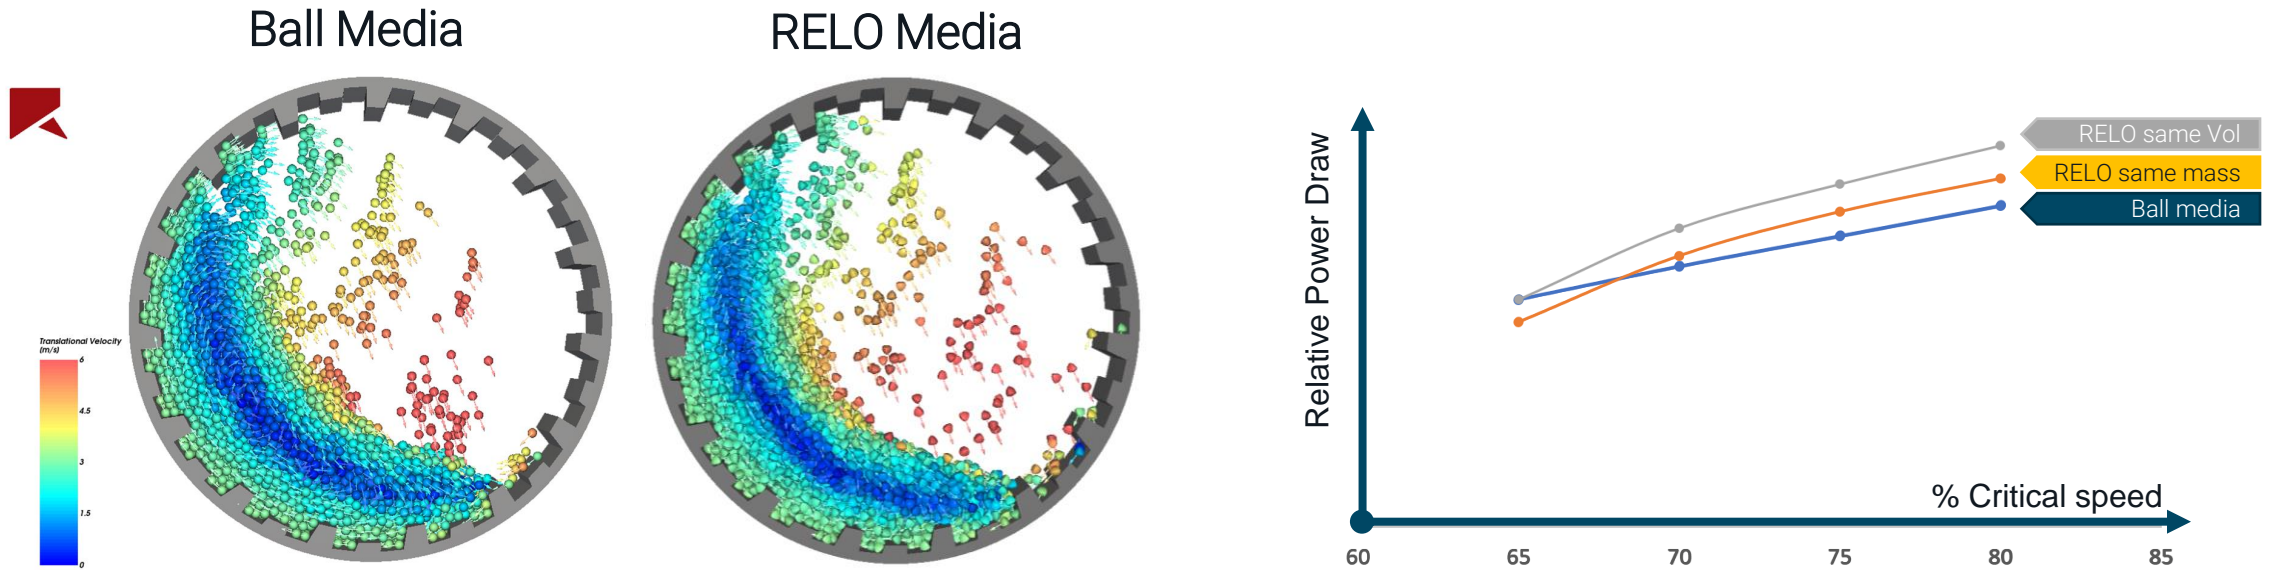 Ball Media
RELO Media
Translational Velocity
(m/s)
6
4.5
3
1.5
0
Relative Power Draw
RELO same Vol
RELO same mass
Ball media
% Critical speed
60 65 70 75 80 85